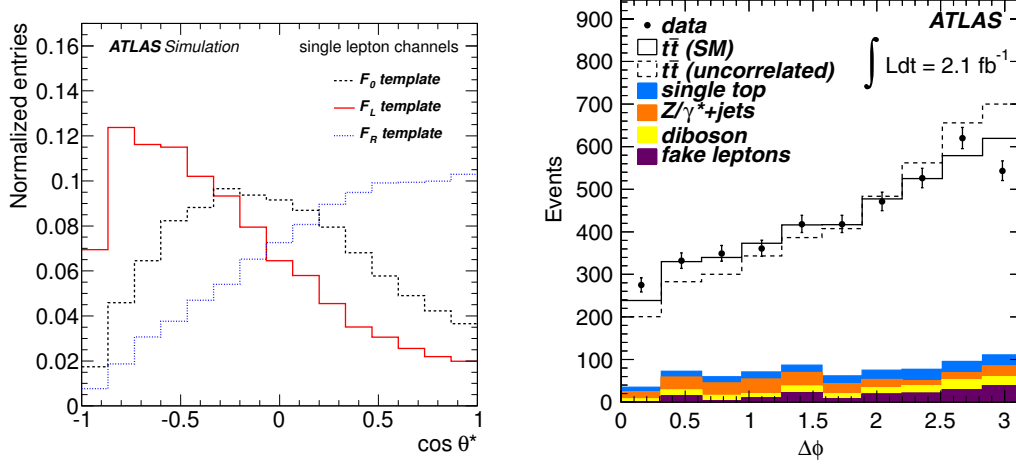 ATLAS Simulation
single lepton channels
F0 template
FL template
FR template
Normalized entries
0.16
0.14
0.12
0.1
0.08
0.06
0.04
0.02
0
-1
-0.5
0
0.5
1
cos θ*
ATLAS
∫ Ldt = 2.1 fb-1
data
tt̄ (SM)
tt̄ (uncorrelated)
single top
Z/γ*+jets
diboson
fake leptons
Events
900
800
700
600
500
400
300
200
100
0
0
0.5
1
1.5
2
2.5
3
Δϕ